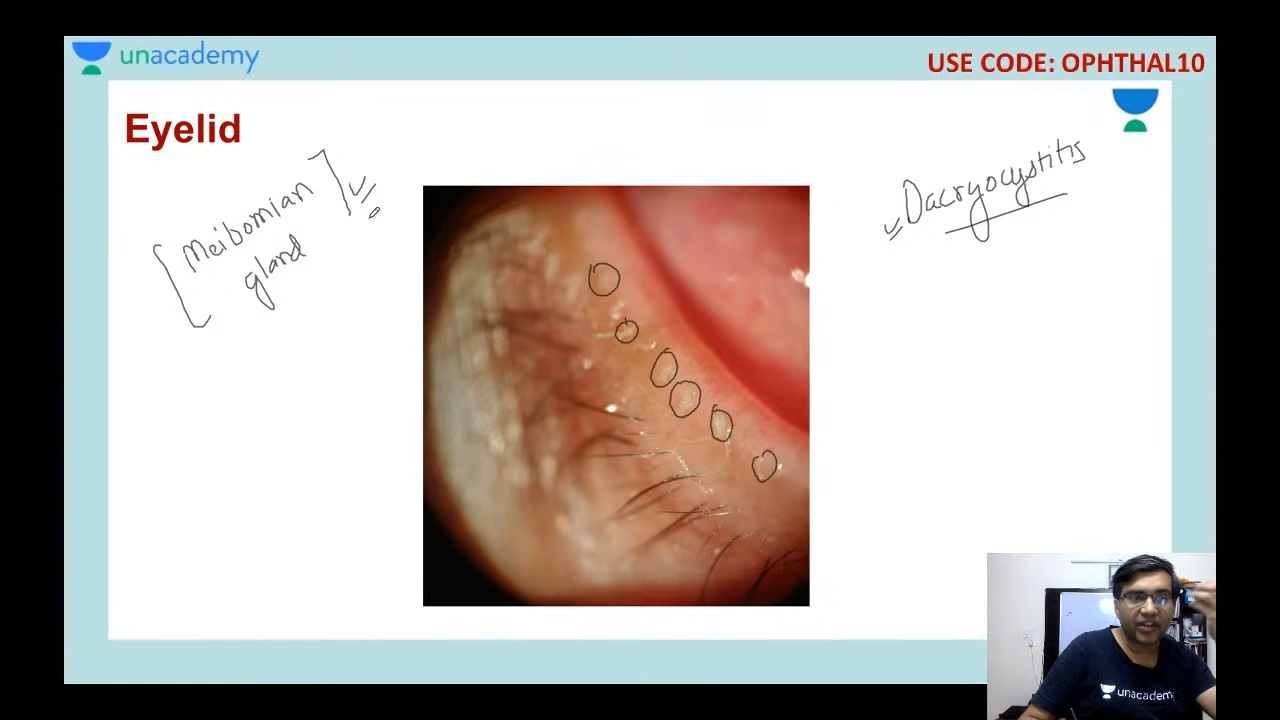 unacademy
USE CODE: OPHTHAL10
Eyelid
Meibomian
gland
Dacryocystitis
unacademy